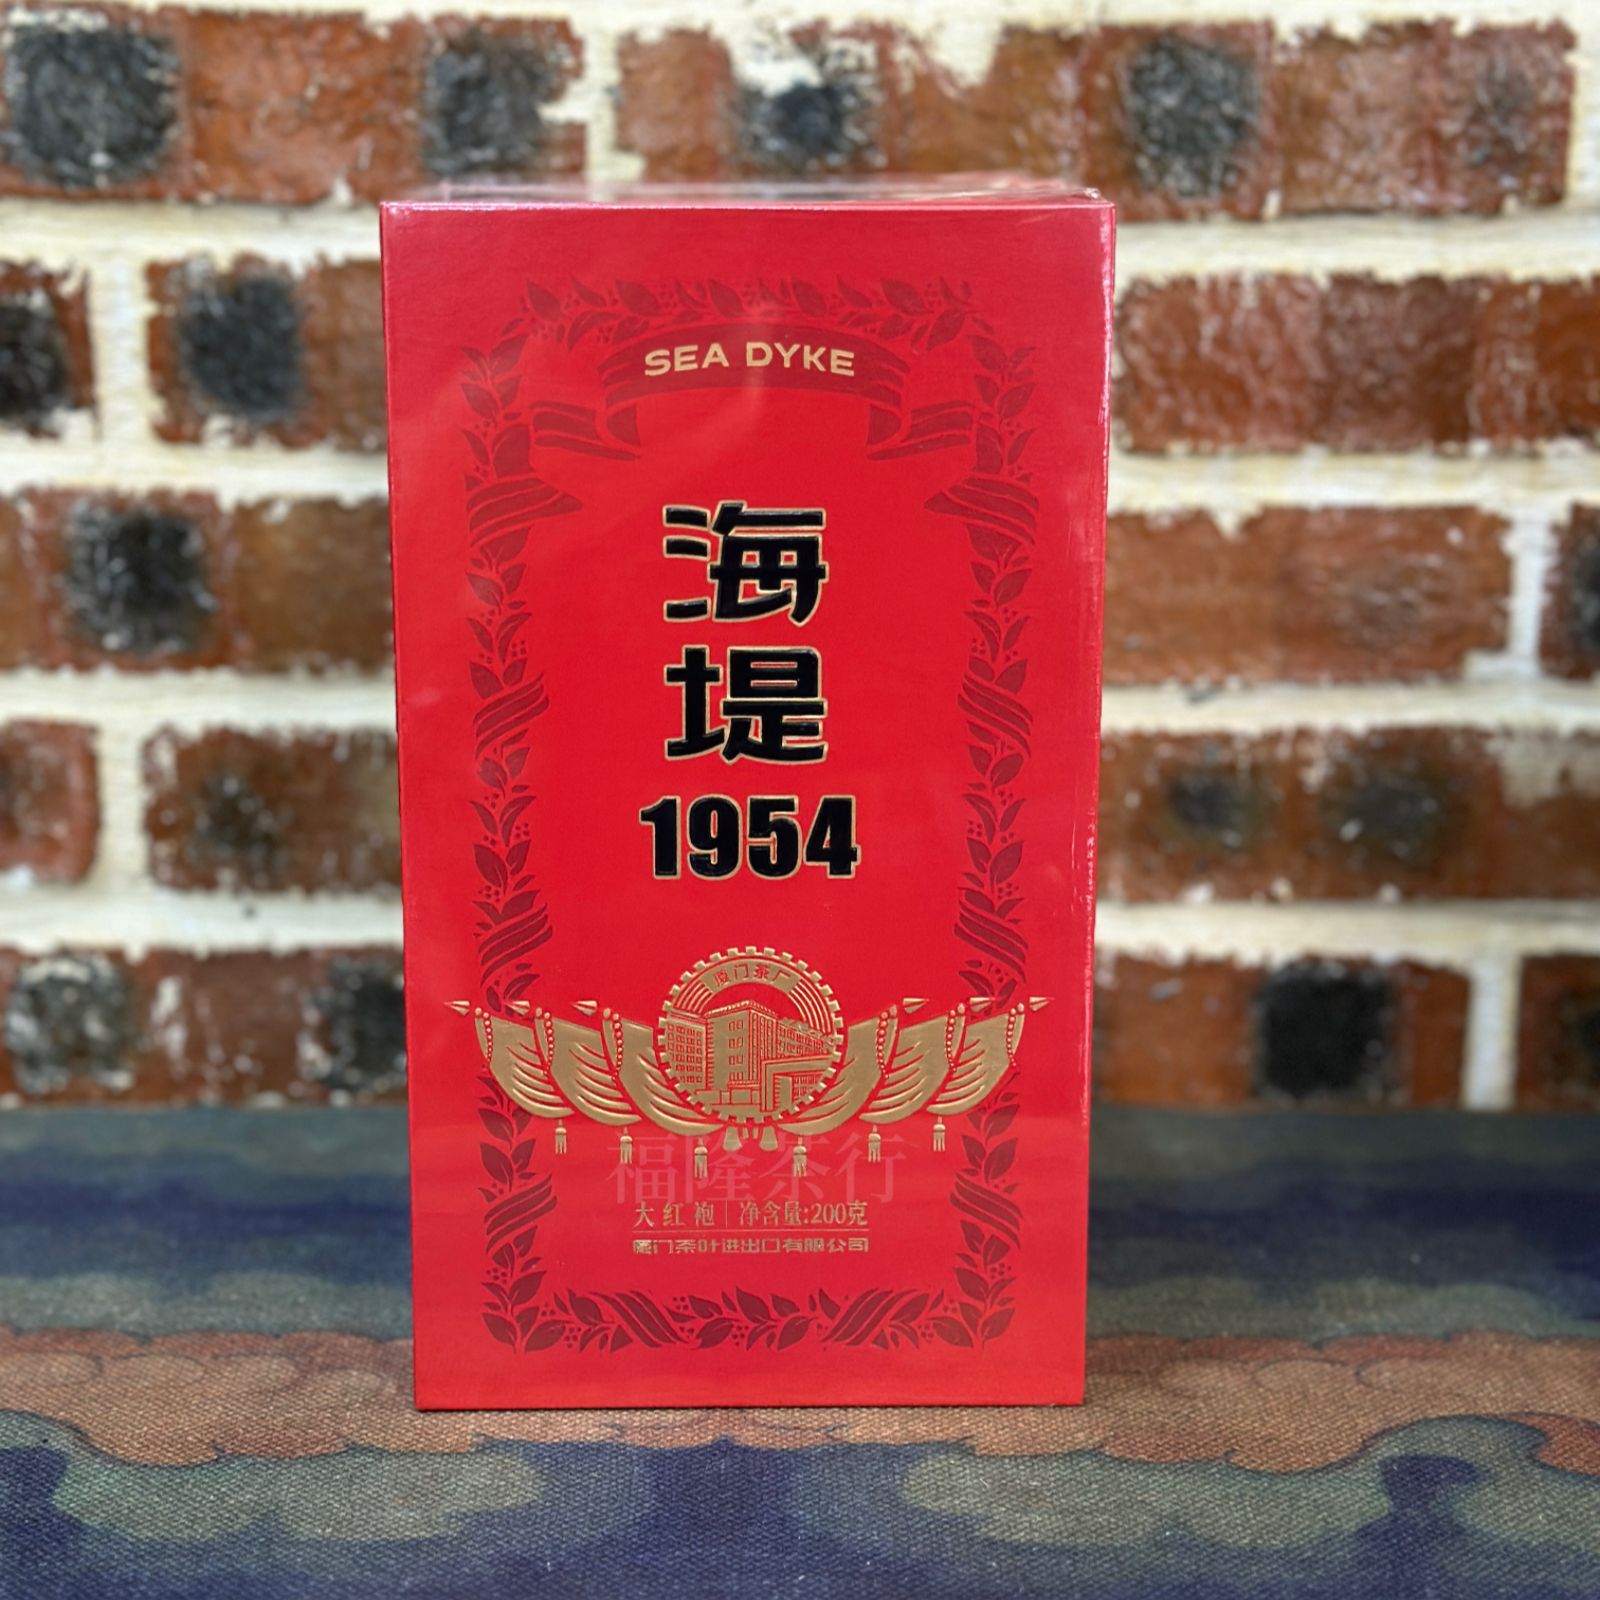 SEA DYKE
海
堤
1954
厦门茶厂
福隆茶行
大红袍 | 净含量:200克
厦门茶叶进出口有限公司